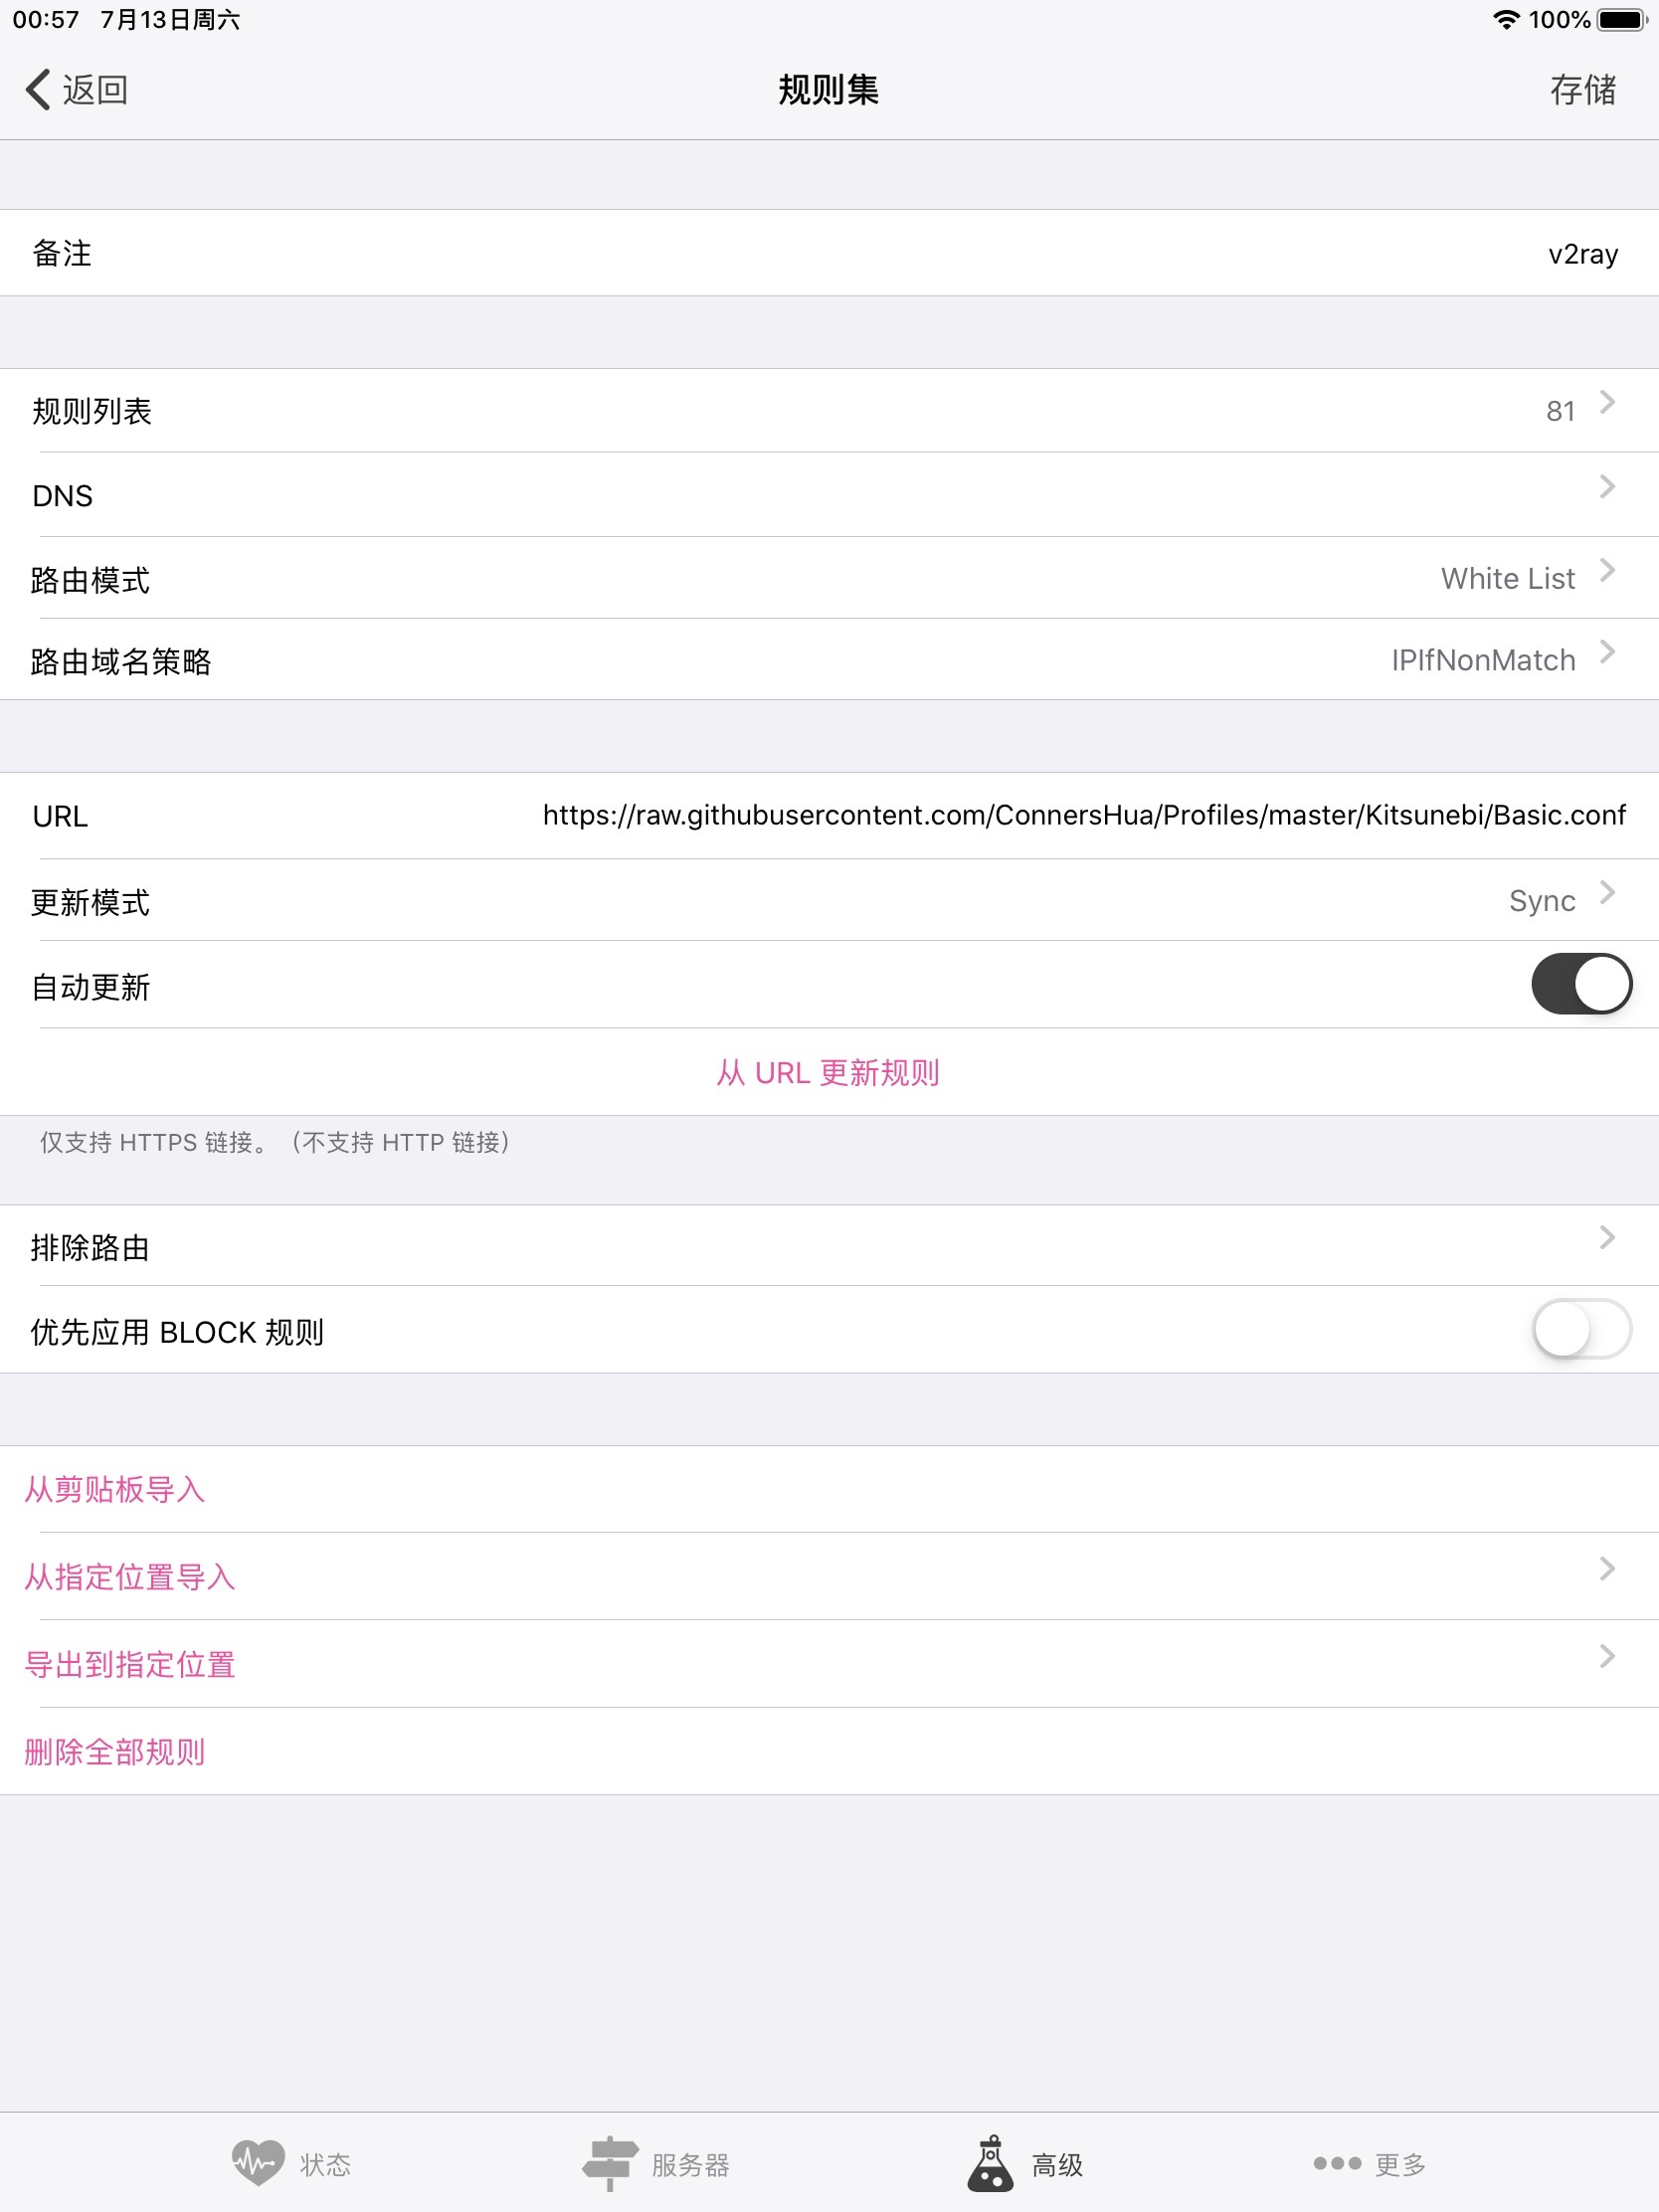 00:57 7月13日周六 100%
返回 规则集 存储
备注 v2ray
规则列表 81
DNS
路由模式 White List
路由域名策略 IPIfNonMatch
URL https://raw.githubusercontent.com/ConnersHua/Profiles/master/Kitsunebi/Basic.conf
更新模式 Sync
自动更新
从 URL 更新规则
仅支持 HTTPS 链接。（不支持 HTTP 链接）
排除路由
优先应用 BLOCK 规则
从剪贴板导入
从指定位置导入
导出到指定位置
删除全部规则
状态 服务器 高级 更多